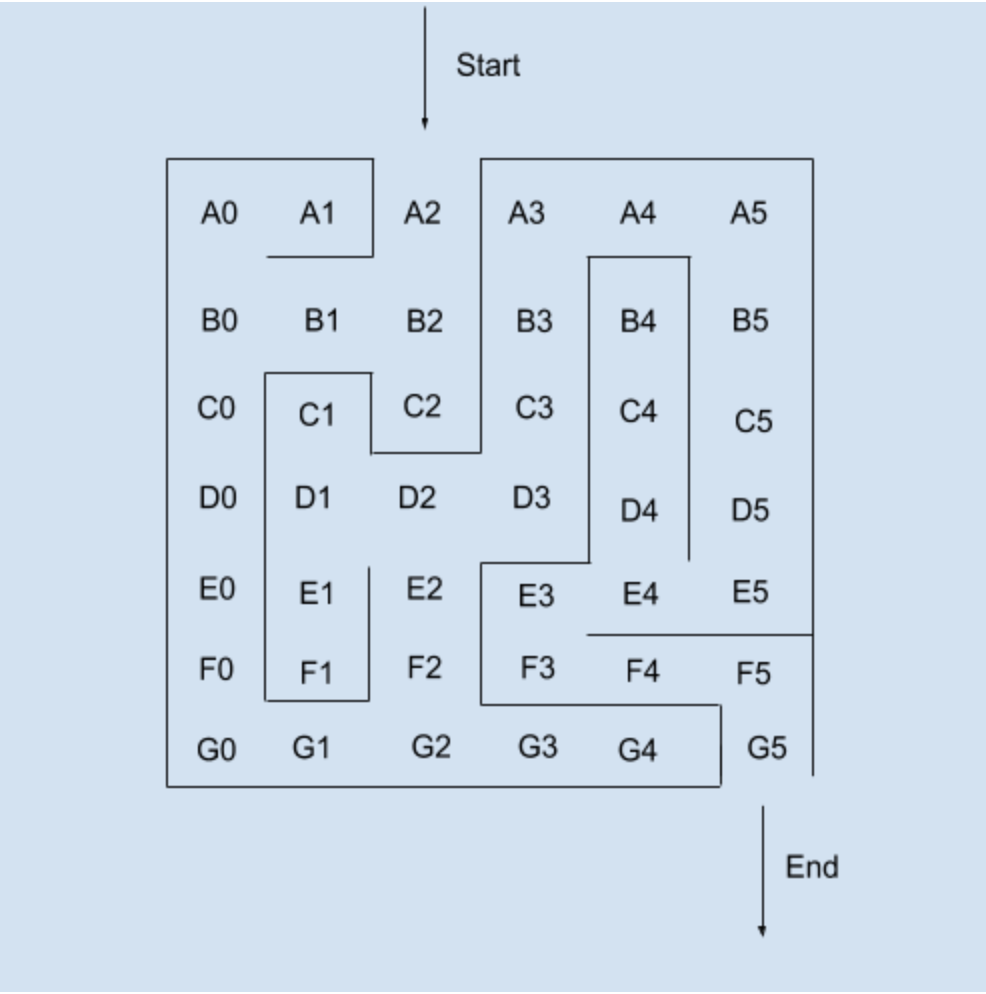 Start
A0 A1 A2 A3 A4 A5
B0 B1 B2 B3 B4 B5
C0 C1 C2 C3 C4 C5
D0 D1 D2 D3 D4 D5
E0 E1 E2 E3 E4 E5
F0 F1 F2 F3 F4 F5
G0 G1 G2 G3 G4 G5
End